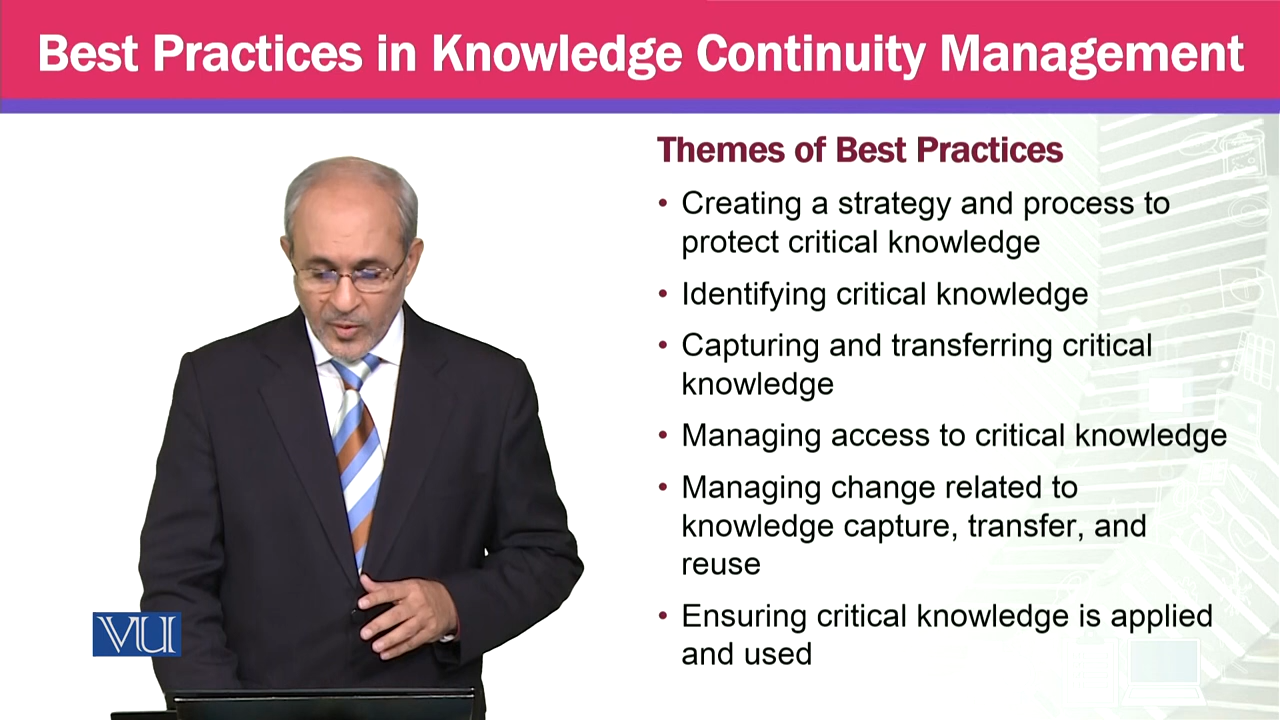 Best Practices in Knowledge Continuity Management
Themes of Best Practices
• Creating a strategy and process to
protect critical knowledge
• Identifying critical knowledge
• Capturing and transferring critical
knowledge
• Managing access to critical knowledge
• Managing change related to
knowledge capture, transfer, and
reuse
• Ensuring critical knowledge is applied
and used
VU